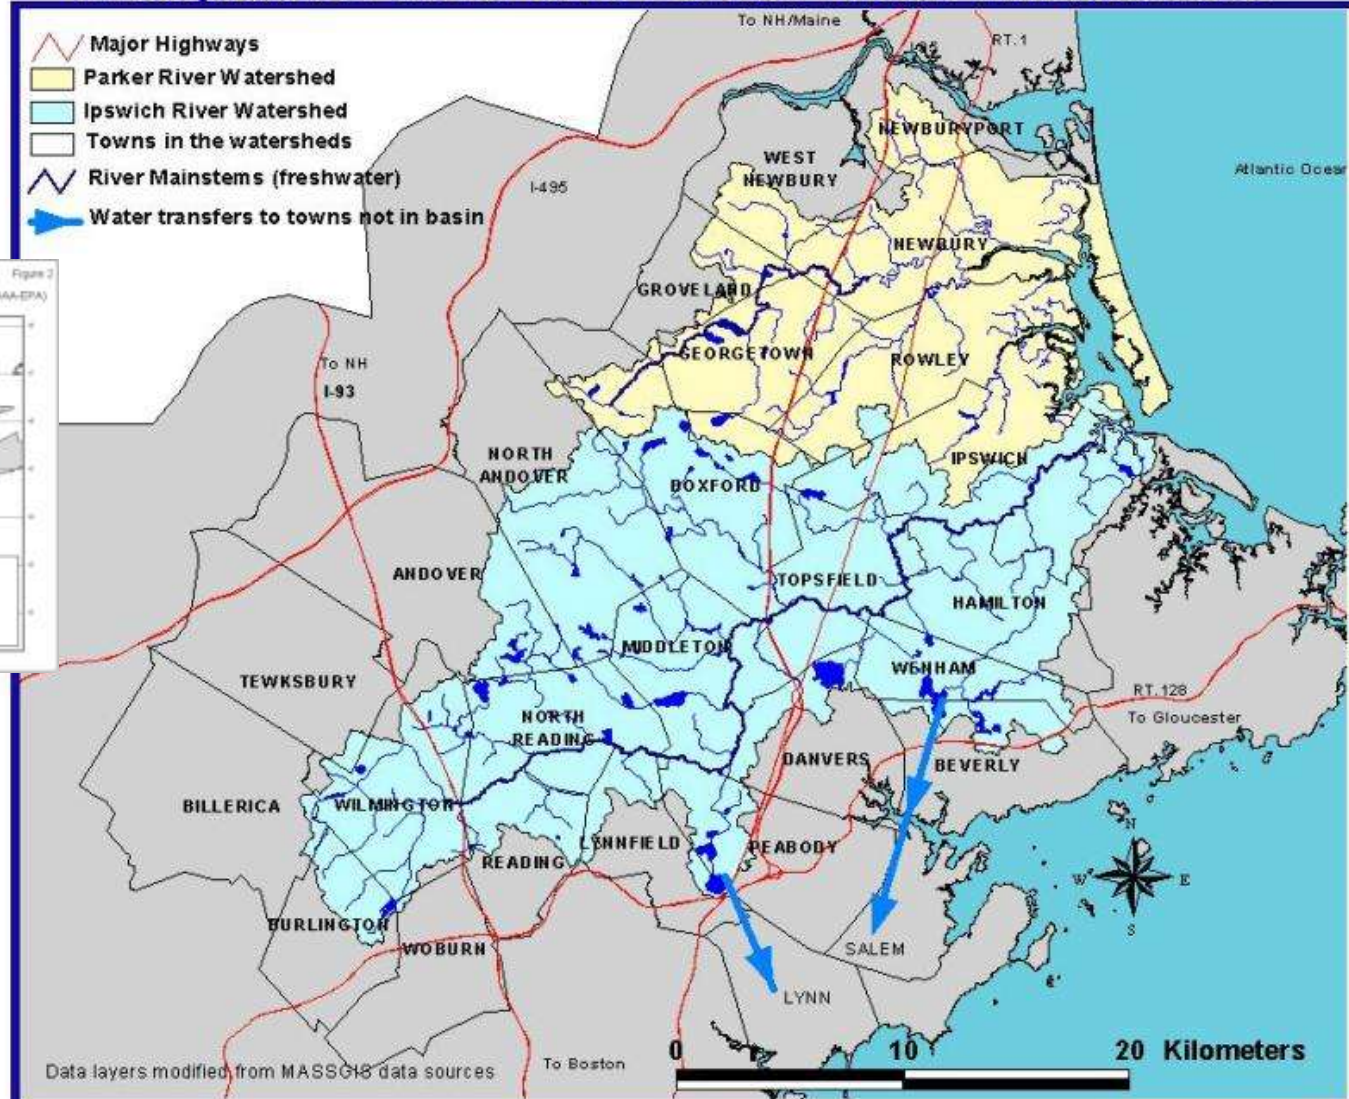 Major Highways
Parker River Watershed
Ipswich River Watershed
Towns in the watersheds
River Mainstems (freshwater)
Water transfers to towns not in basin
To NH/Maine
RT.1
NEWBURYPORT
WEST
NEWBURY
Atlantic Ocean
I-495
NEWBURY
Figure 2
GROVELAND
GEORGETOWN
ROWLEY
To NH
I-93
NORTH
ANDOVER
IPSWICH
BOXFORD
ANDOVER
TOPSFIELD
HAMILTON
MIDDLETON
WENHAM
TEWKSBURY
RT.128
To Gloucester
NORTH
READING
DANVERS
BEVERLY
BILLERICA
WILMINGTON
LYNNFIELD
PEABODY
READING
N
W
E
S
BURLINGTON
WOBURN
SALEM
LYNN
0 10 20 Kilometers
To Boston
Data layers modified from MASSGIS data sources